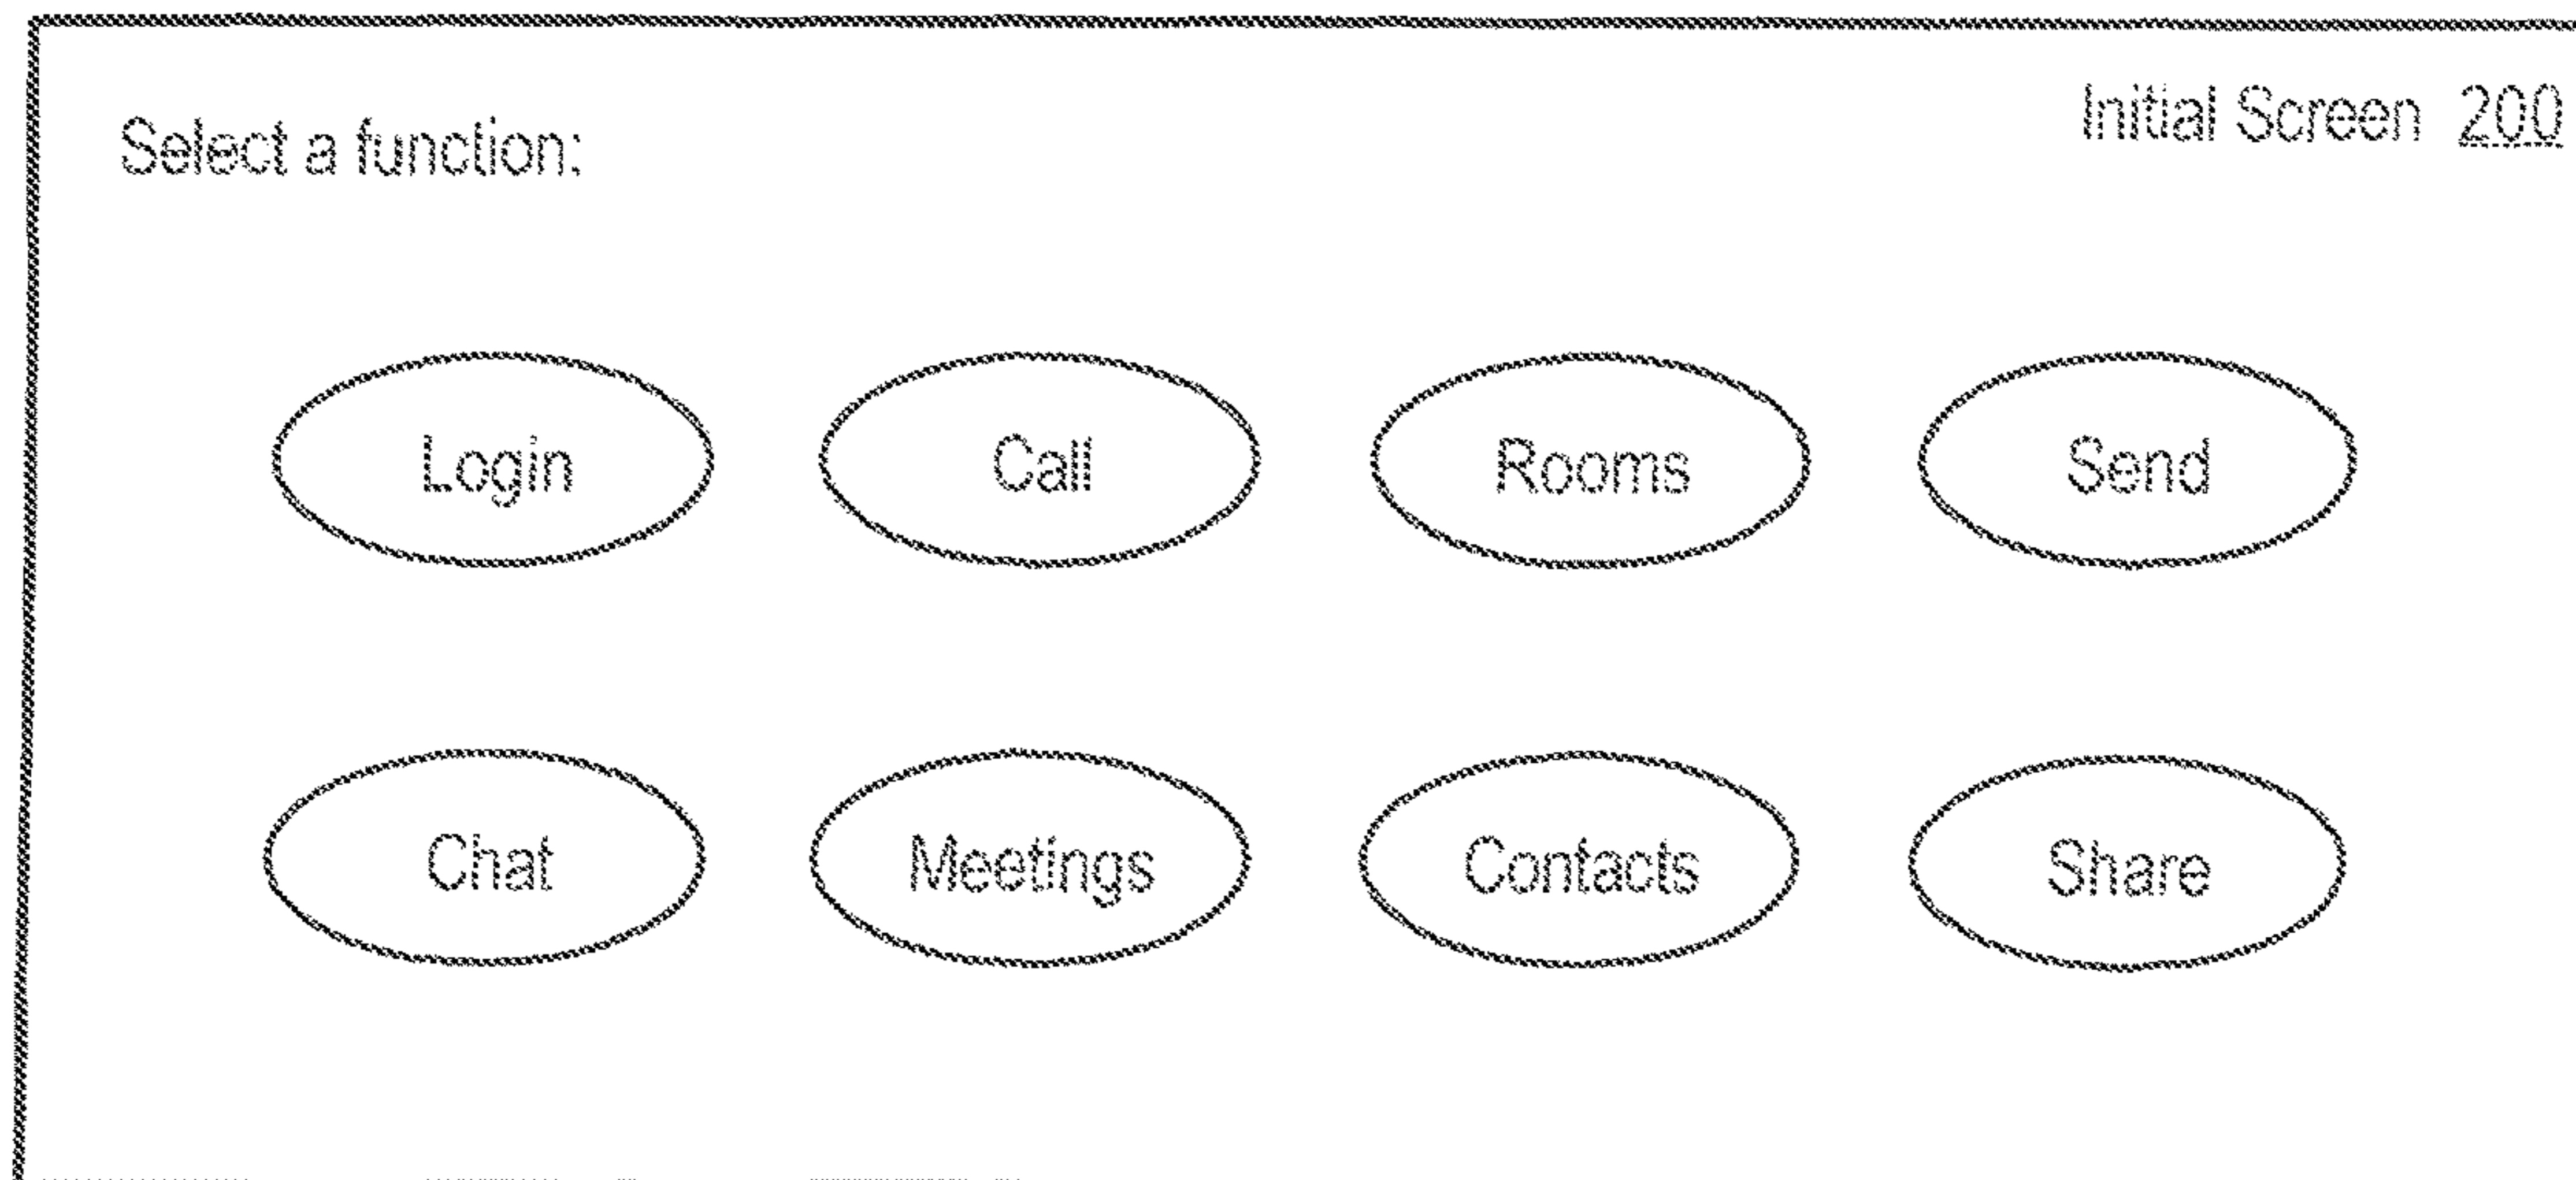 Initial Screen 200
Select a function:
Login Call Rooms Send
Chat Meetings Contacts Share